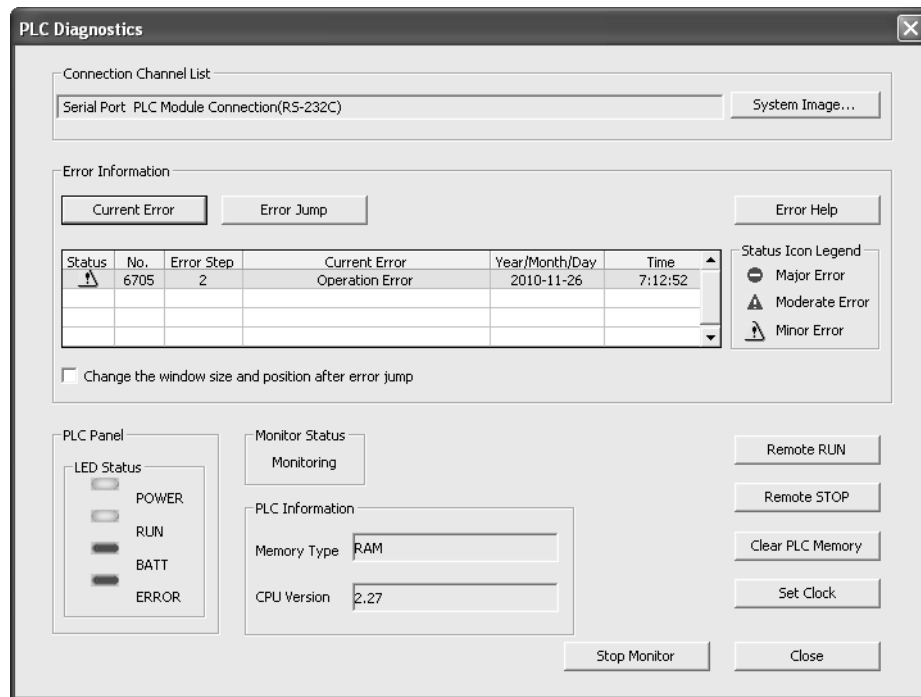 PLC Diagnostics
Connection Channel List
Serial Port PLC Module Connection(RS-232C)
System Image...
Error Information
Current Error
Error Jump
Error Help
Status No. Error Step Current Error Year/Month/Day Time
6705 2 Operation Error 2010-11-26 7:12:52
Status Icon Legend
Major Error
Moderate Error
Minor Error
Change the window size and position after error jump
PLC Panel
LED Status
POWER
RUN
BATT
ERROR
Monitor Status
Monitoring
PLC Information
Memory Type RAM
CPU Version 2.27
Remote RUN
Remote STOP
Clear PLC Memory
Set Clock
Stop Monitor
Close